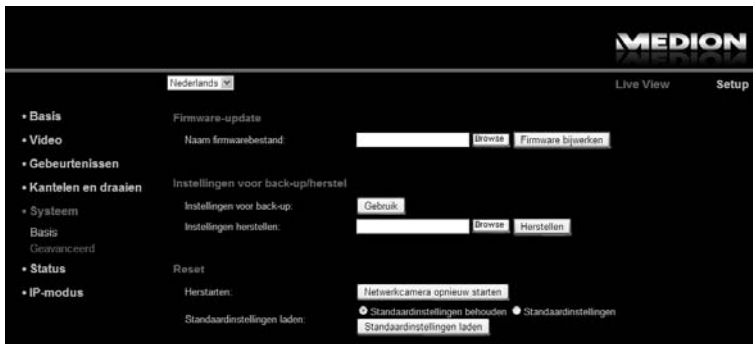 MEDION
Nederlands
Live View
Setup
• Basis
• Video
• Gebeurtenissen
• Kantelen en draaien
• Systeem
Basis
Geavanceerd
• Status
• IP-modus
Firmware-update
Naam firmwarebestand:
Browse
Firmware bijwerken
Instellingen voor back-up/herstel
Instellingen voor back-up:
Gebruik
Instellingen herstellen:
Browse
Herstellen
Reset
Herstarten:
Netwerkcamera opnieuw starten
Standaardinstellingen laden:
Standaardinstellingen behouden
Standaardinstellingen
Standaardinstellingen laden